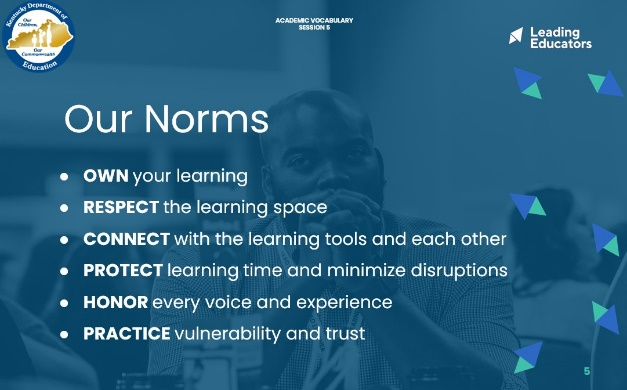 Kentucky Department of
Our Children,
Our Commonwealth
Education
ACADEMIC VOCABULARY
SESSION 5
Leading
Educators
Our Norms
● OWN your learning
● RESPECT the learning space
● CONNECT with the learning tools and each other
● PROTECT learning time and minimize disruptions
● HONOR every voice and experience
● PRACTICE vulnerability and trust
5